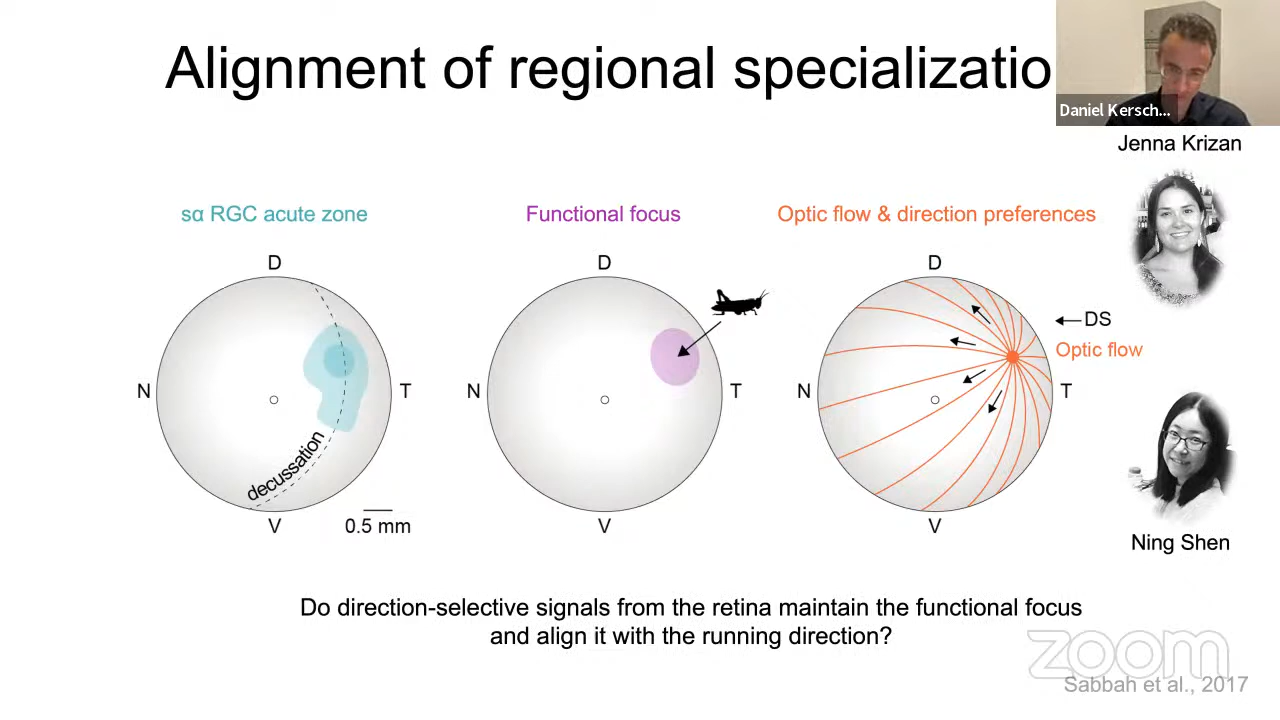 Alignment of regional specializatio
Daniel Kersch...
Jenna Krizan
sα RGC acute zone
Functional focus
Optic flow & direction preferences
D
D
D
DS
Optic flow
N
T
N
T
N
T
decussation
V
0.5 mm
V
V
Ning Shen
Do direction-selective signals from the retina maintain the functional focus
and align it with the running direction?
zoom
Sabbah et al., 2017